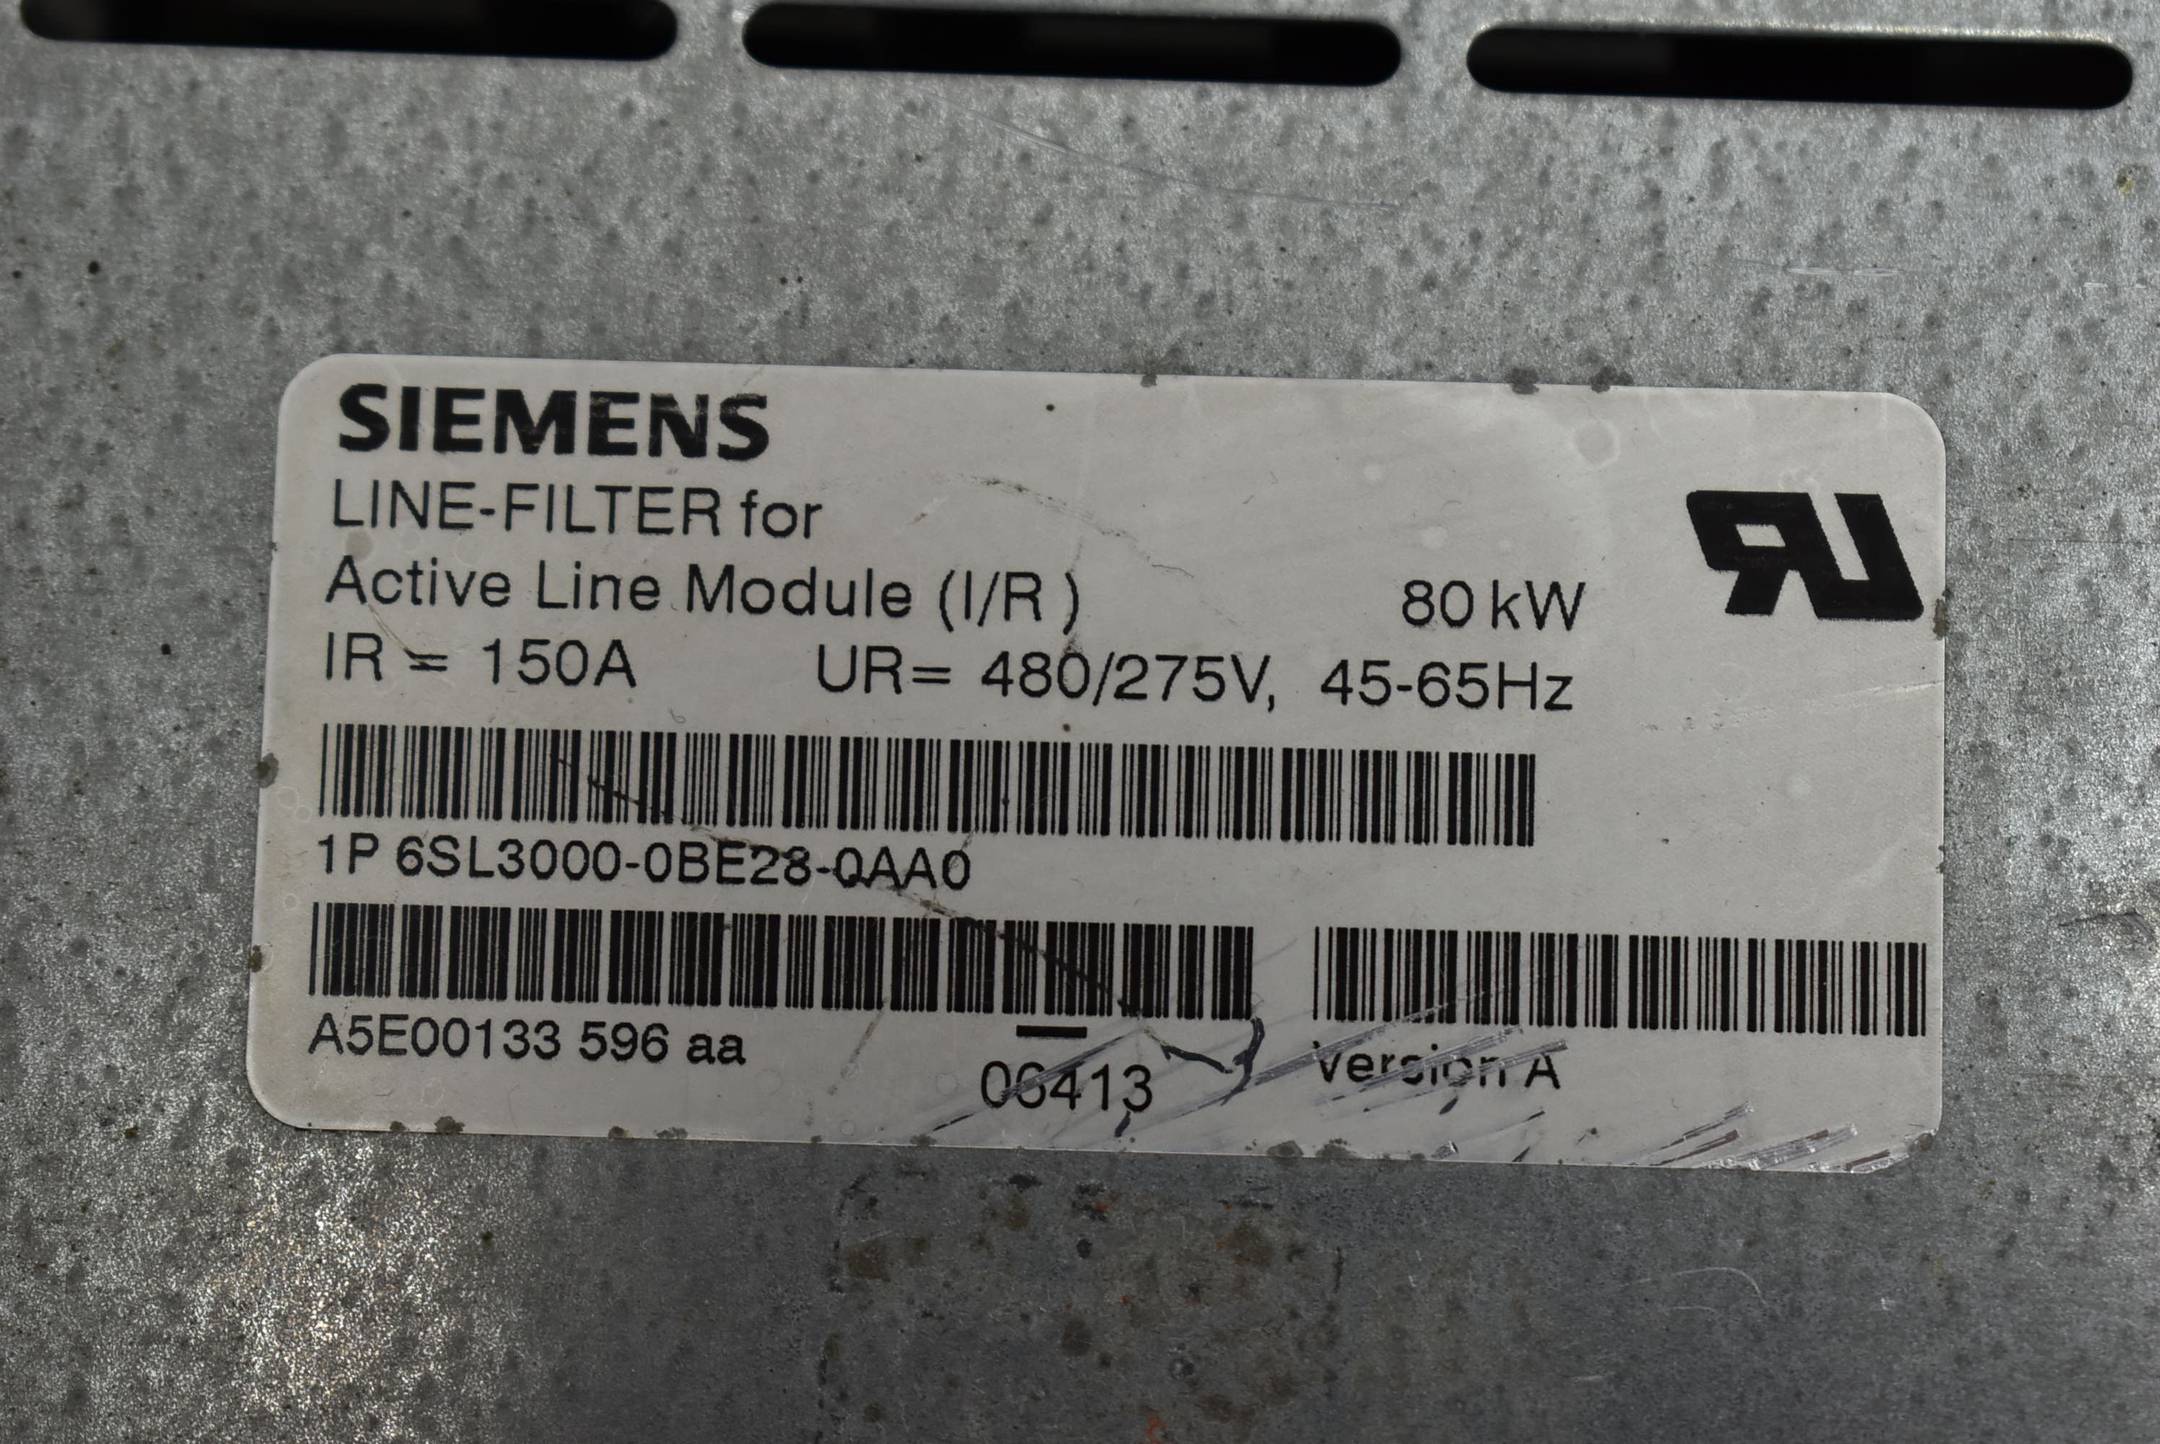 SIEMENS
LINE-FILTER for
Active Line Module (I/R )  80 kW
IR = 150A  UR= 480/275V, 45-65Hz
1P 6SL3000-0BE28-0AA0
A5E00133 596 aa
06413
Version A